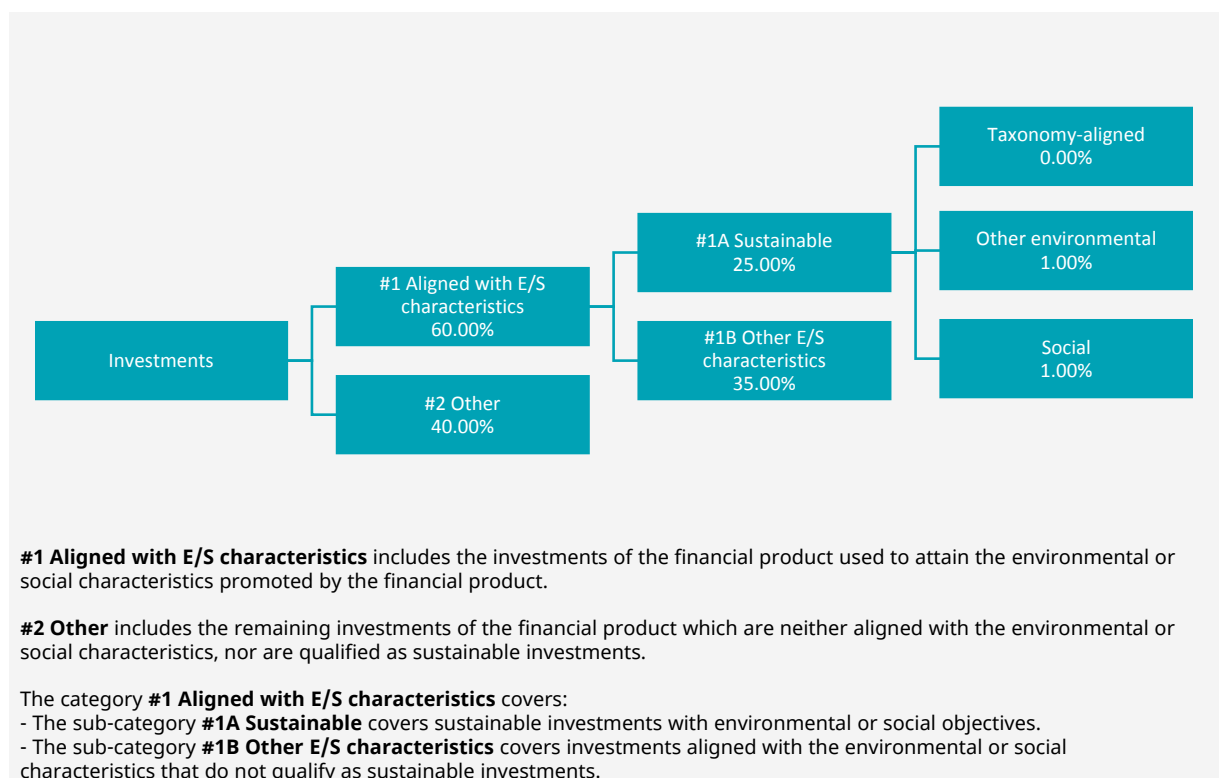 Taxonomy-aligned
0.00%
#1A Sustainable
25.00%
Other environmental
1.00%
#1 Aligned with E/S
characteristics
60.00%
Investments
#1B Other E/S
characteristics
35.00%
Social
1.00%
#2 Other
40.00%
#1 Aligned with E/S characteristics includes the investments of the financial product used to attain the environmental or
social characteristics promoted by the financial product.
#2 Other includes the remaining investments of the financial product which are neither aligned with the environmental or
social characteristics, nor are qualified as sustainable investments.
The category #1 Aligned with E/S characteristics covers:
- The sub-category #1A Sustainable covers sustainable investments with environmental or social objectives.
- The sub-category #1B Other E/S characteristics covers investments aligned with the environmental or social
characteristics that do not qualify as sustainable investments.